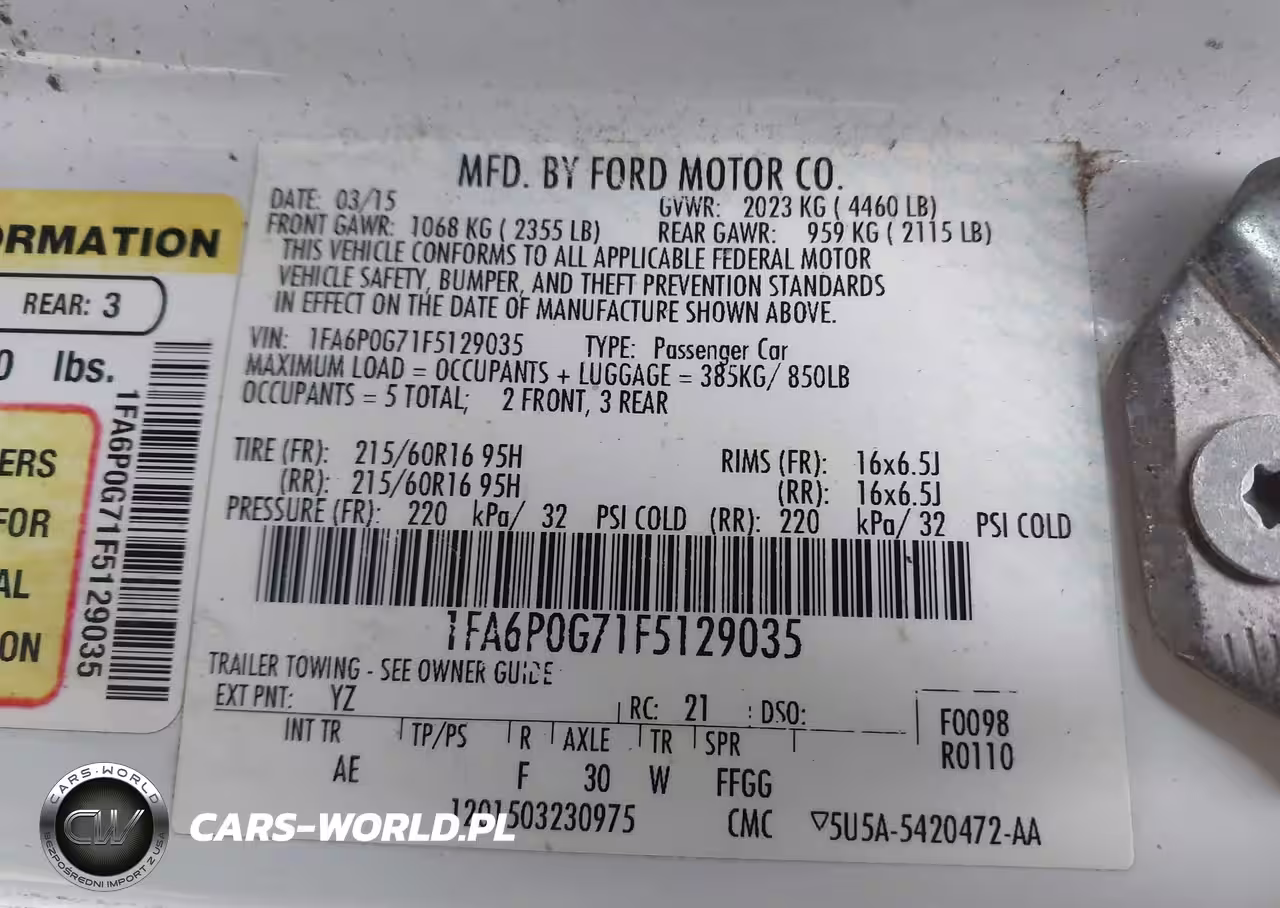 ORMATION
REAR: 3
0 lbs.
ERS
FOR
AL
ON
1FA6P0G71F5129035
MFD. BY FORD MOTOR CO.
DATE: 03/15 GVWR: 2023 KG ( 4460 LB)
FRONT GAWR: 1068 KG ( 2355 LB) REAR GAWR: 959 KG ( 2115 LB)
THIS VEHICLE CONFORMS TO ALL APPLICABLE FEDERAL MOTOR
VEHICLE SAFETY, BUMPER, AND THEFT PREVENTION STANDARDS
IN EFFECT ON THE DATE OF MANUFACTURE SHOWN ABOVE.
VIN: 1FA6P0G71F5129035 TYPE: Passenger Car
MAXIMUM LOAD = OCCUPANTS + LUGGAGE = 385KG/ 850LB
OCCUPANTS = 5 TOTAL; 2 FRONT, 3 REAR
TIRE (FR): 215/60R16 95H RIMS (FR): 16x6.5J
(RR): 215/60R16 95H (RR): 16x6.5J
PRESSURE (FR): 220 kPa/ 32 PSI COLD (RR): 220 kPa/ 32 PSI COLD
1FA6P0G71F5129035
TRAILER TOWING - SEE OWNER GUIDE
EXT PNT: YZ RC: 21 DSO: F0098
INT TR TP/PS R AXLE TR SPR R0110
AE F 30 W FFGG
1201503230975 CMC ▽5U5A-5420472-AA
CARS-WORLD.PL
CARS-WORLD
CW
BEZPOŚREDNI IMPORT Z USA